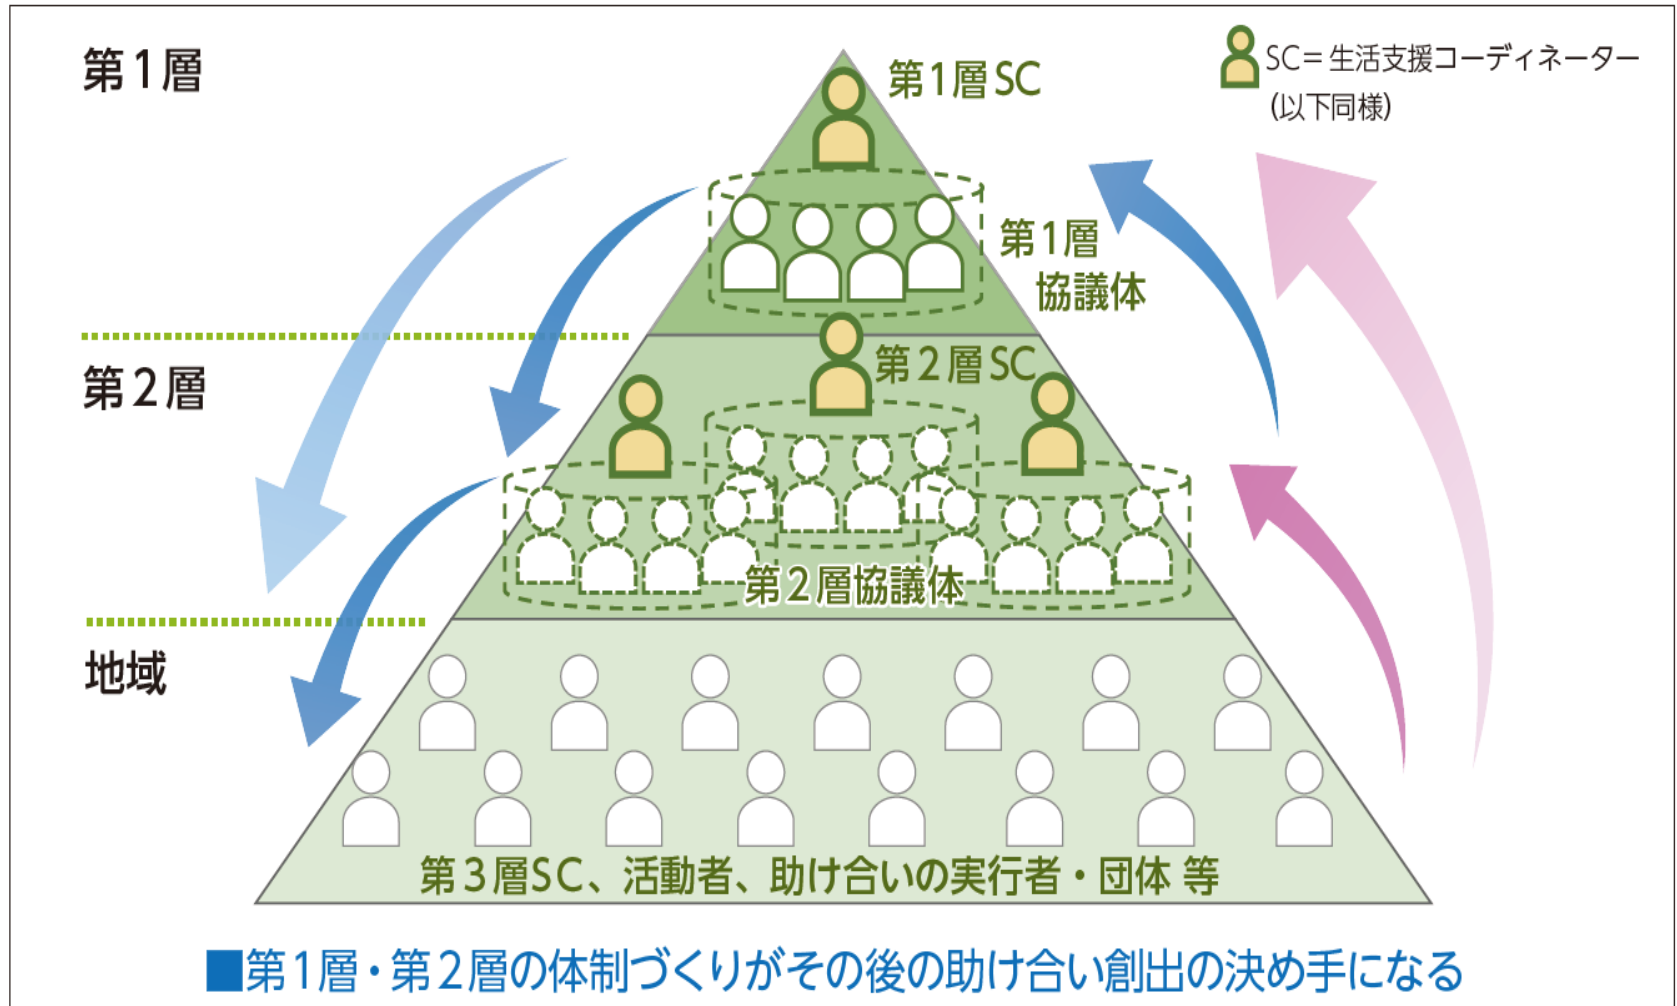 第1層
第1層SC
SC=生活支援コーディネーター
(以下同様)
第1層
協議体
第2層
第2層SC
第2層協議体
地域
第3層SC、活動者、助け合いの実行者・団体 等
■第1層・第2層の体制づくりがその後の助け合い創出の決め手になる